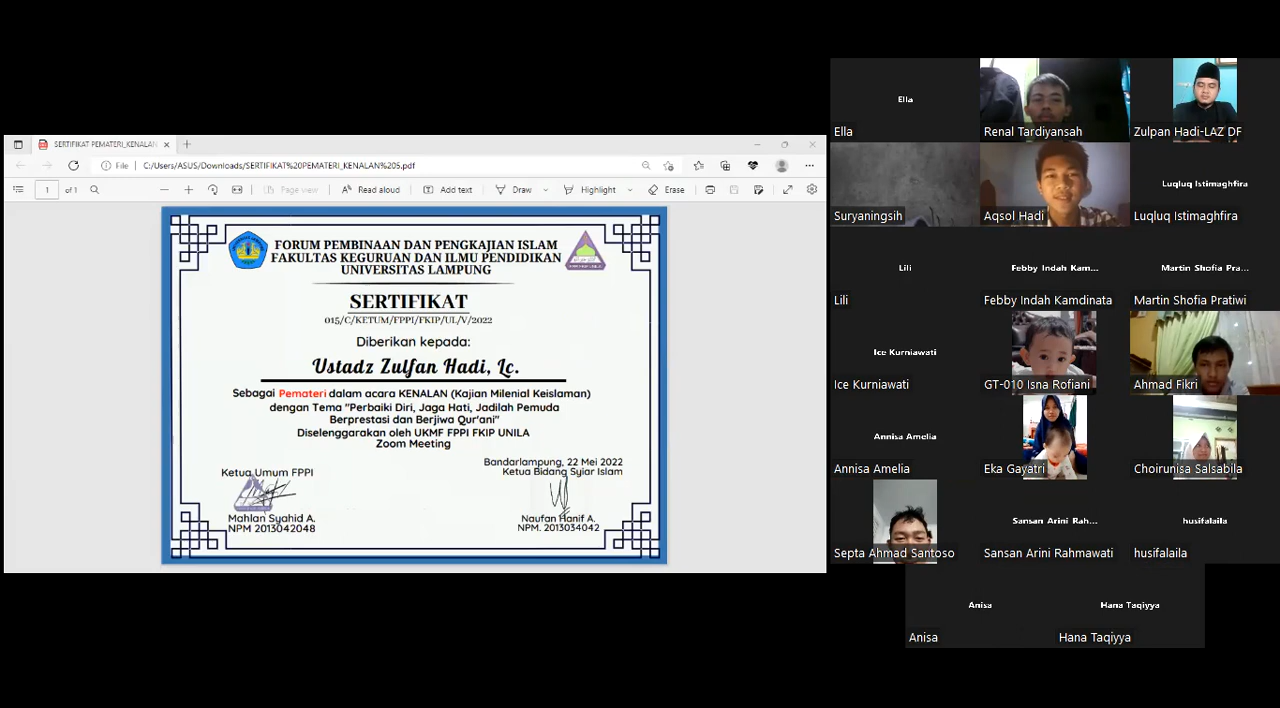 SERTIFIKAT PEMATERI_KENALAN
File
C:/Users/ASUS/Downloads/SERTIFIKAT%20PEMATERI_KENALAN%205.pdf
1 of 1
Page view
Read aloud
Add text
Draw
Highlight
Erase
FORUM PEMBINAAN DAN PENGKAJIAN ISLAM
FAKULTAS KEGURUAN DAN ILMU PENDIDIKAN
UNIVERSITAS LAMPUNG
SERTIFIKAT
015/C/KETUM/FPPI/FKIP/UL/V/2022
Diberikan kepada:
Ustadz Zulfan Hadi, Lc.
Sebagai Pemateri dalam acara KENALAN (Kajian Milenial Keislaman)
dengan Tema "Perbaiki Diri, Jaga Hati, Jadilah Pemuda
Berprestasi dan Berjiwa Qur'ani"
Diselenggarakan oleh UKMF FPPI FKIP UNILA
Zoom Meeting
Bandarlampung, 22 Mei 2022
Ketua Umum FPPI
Ketua Bidang Syiar Islam
Mahlan Syahid A.
NPM 2013042048
Naufan Hanif A.
NPM. 2013034042
Ella
Ella
Renal Tardiyansah
Zulpan Hadi-LAZ DF
Suryaningsih
Aqsol Hadi
Luqluq Istimaghfira
Luqluq Istimaghfira
Lili
Lili
Febby Indah Kam...
Febby Indah Kamdinata
Martin Shofia Pra...
Martin Shofia Pratiwi
Ice Kurniawati
Ice Kurniawati
GT-010 Isna Rofiani
Ahmad Fikri
Annisa Amelia
Annisa Amelia
Eka Gayatri
Choirunisa Salsabila
Septa Ahmad Santoso
Sansan Arini Rah...
Sansan Arini Rahmawati
husifalaila
husifalaila
Anisa
Anisa
Hana Taqiyya
Hana Taqiyya